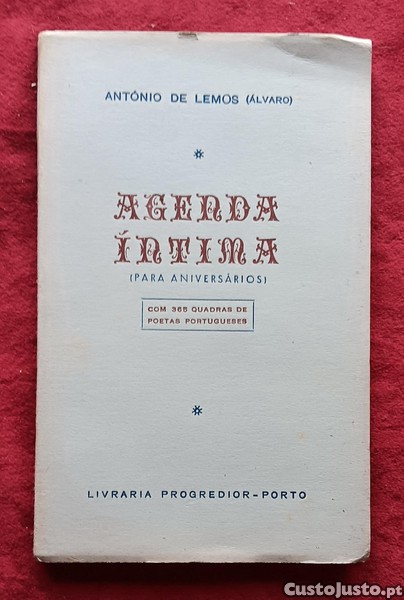 ANTÓNIO DE LEMOS (ÁLVARO)
AGENDA
ÍNTIMA
(PARA ANIVERSÁRIOS)
COM 365 QUADRAS DE
POETAS PORTUGUESES
LIVRARIA PROGREDIOR-PORTO
CustoJusto.pt